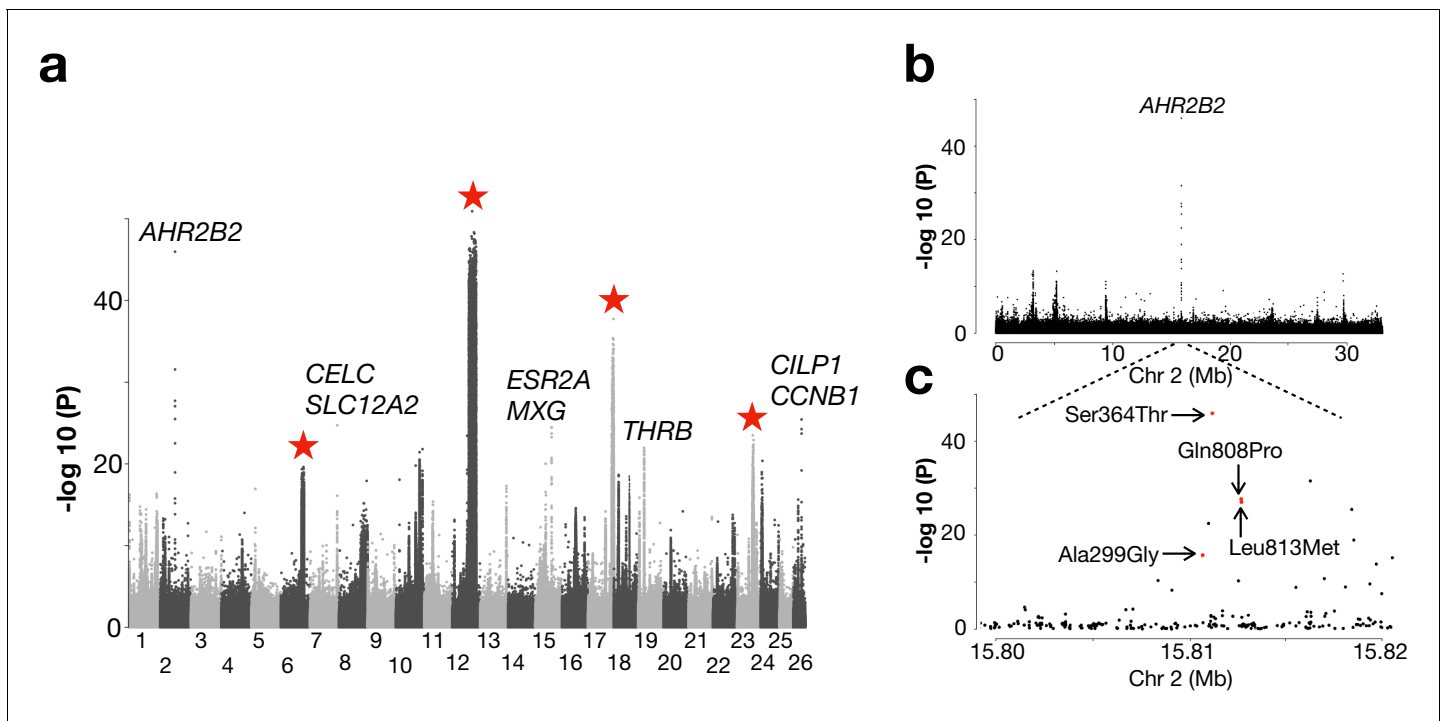 a
-log 10 (P)
40
20
0
AHR2B2
CELC
SLC12A2
ESR2A
MXG
THRB
CILP1
CCNB1
1 3 5 7 9 11 13 15 17 19 21 23 25
2 4 6 8 10 12 14 16 18 20 22 24 26
b
AHR2B2
-log 10 (P)
40
20
0
0 10 20 30
Chr 2 (Mb)
c
-log 10 (P)
40
20
0
Ser364Thr
Gln808Pro
Ala299Gly
Leu813Met
15.80 15.81 15.82
Chr 2 (Mb)